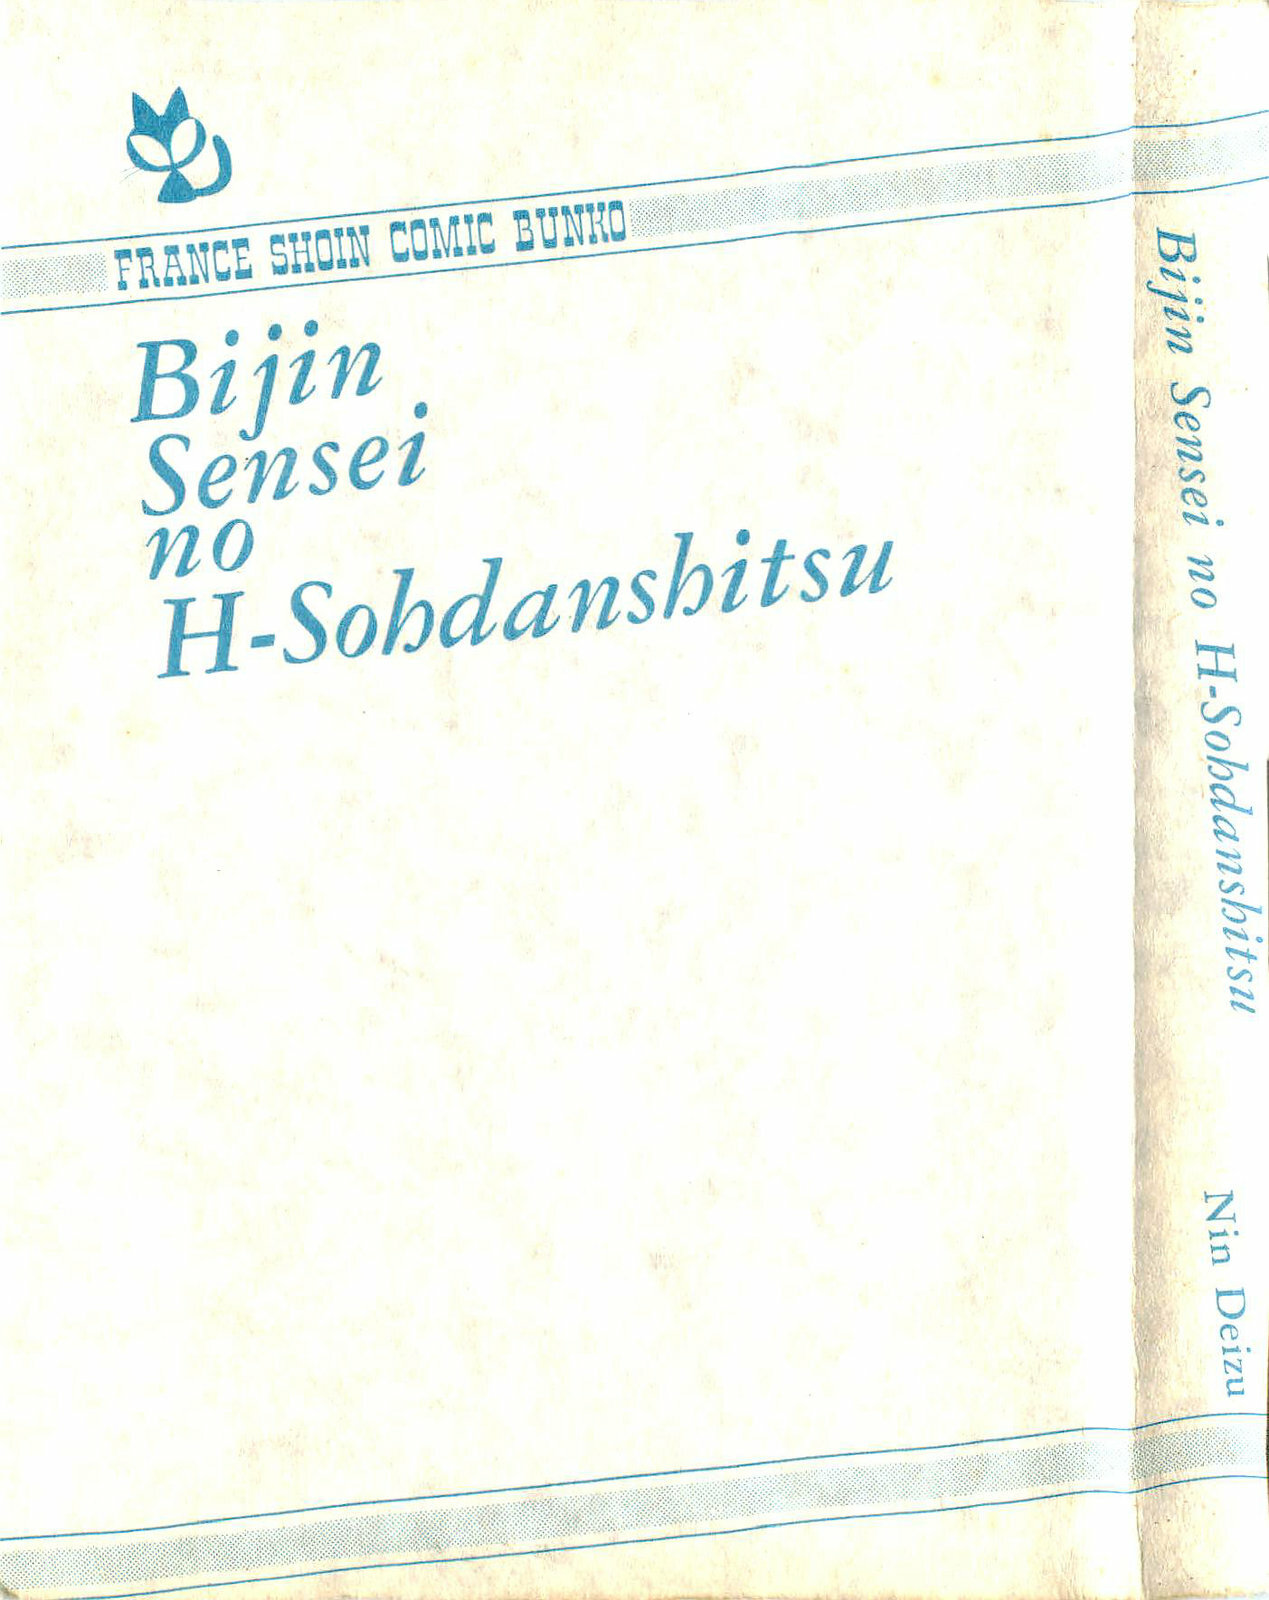 FRANCE SHOIN COMIC BUNKO
Bijin
Sensei
no
H-Sohdanshitsu
Bijin Sensei no H-Sohdanshitsu
Nin Deizu